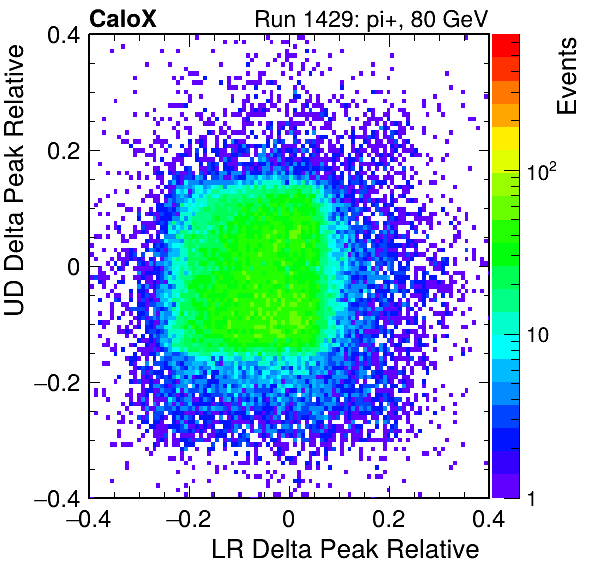 CaloX Run 1429: pi+, 80 GeV
UD Delta Peak Relative
0.4
0.2
0
−0.2
−0.4
−0.4 −0.2 0 0.2 0.4
LR Delta Peak Relative
Events
10²
10
1